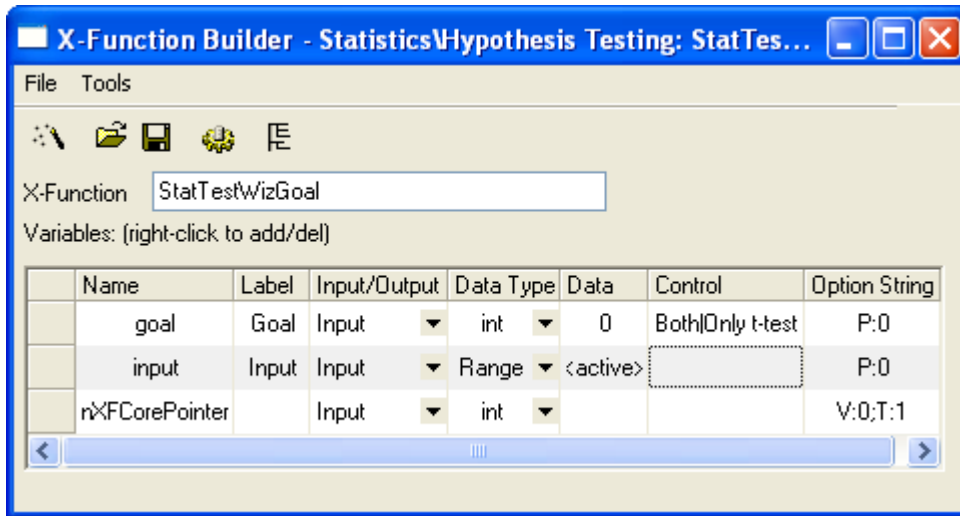 X-Function Builder - Statistics\Hypothesis Testing: StatTes...
File Tools
X-Function StatTestWizGoal
Variables: (right-click to add/del)
Name Label Input/Output Data Type Data Control Option String
goal Goal Input int 0 Both|Only t-test P:0
input Input Input Range <active> P:0
nXFCorePointer Input int V:0;T:1